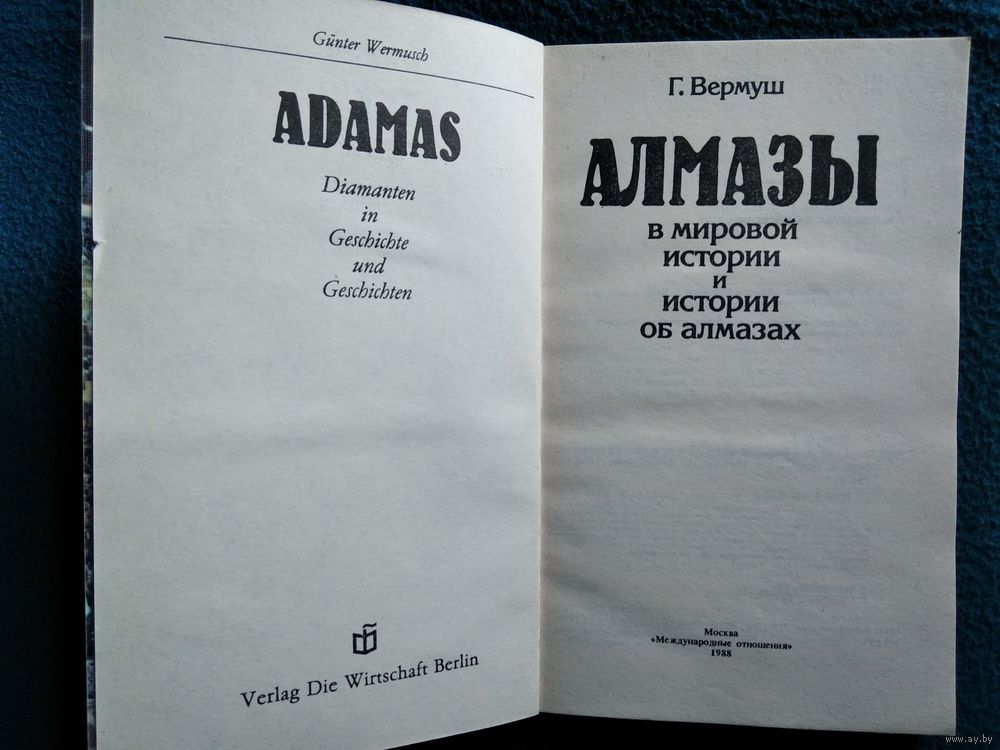 Günter Wermusch
ADAMAS
Diamanten
in
Geschichte
und
Geschichten
Verlag Die Wirtschaft Berlin
Г. Вермуш
АЛМАЗЫ
в мировой
истории
и
истории
об алмазах
Москва
«Международные отношения»
1988
www.ay.by